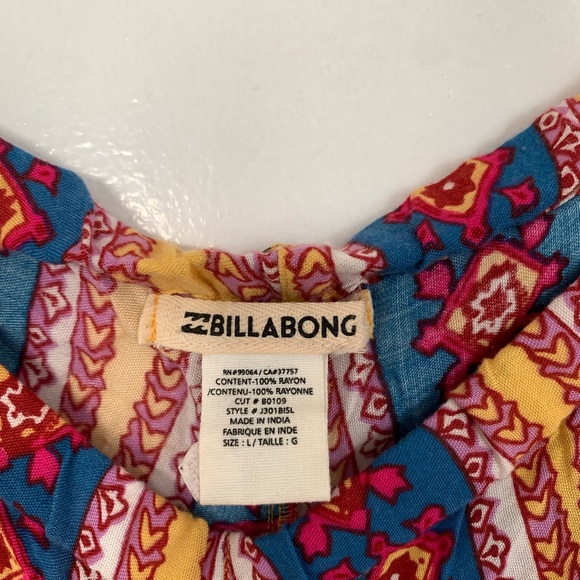 BILLABONG
RN#99064/CA#37757
CONTENT-100% RAYON
/CONTENU-100% RAYONNE
CUT # B0109
STYLE # J301BISL
MADE IN INDIA
FABRIQUE EN INDE
SIZE : L / TAILLE : G